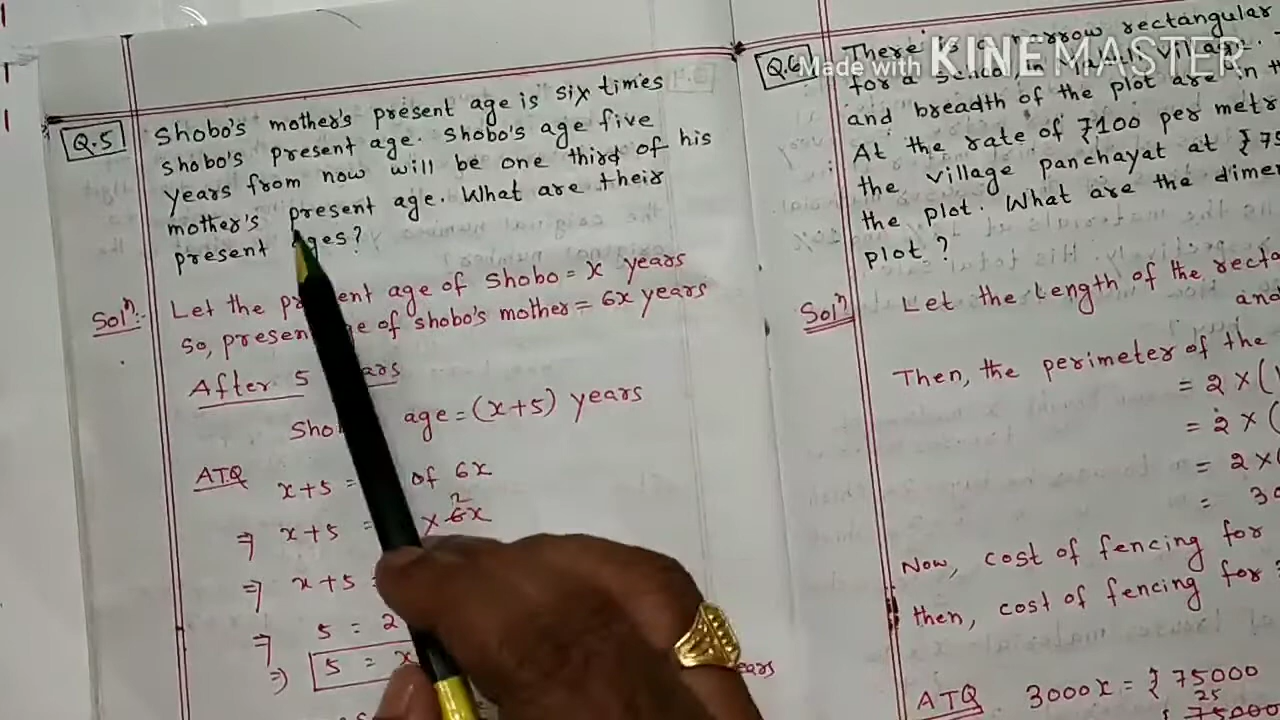 Made with KINEMASTER
Q.5
Shobo's mother's present age is six times
shobo's present age. Shobo's age five
years from now will be one third of his
mother's present age. What are their
present ages?
Solⁿ:-
Let the present age of Shobo = x years
So, present age of shobo's mother = 6x years
After 5 years
age = (x+5) years
ATQ x+5 = of 6x
⇒ x+5 = × 6x 2
⇒ x+5 =
⇒ 5 = 2
⇒ 5 = x
years
Q.6
There is narrow rectangular
for a school in village.
and breadth of the plot are in the
At the rate of ₹100 per metr
the village panchayat at ₹75
the plot. What are the dimen
plot?
Solⁿ
Let the Length of the recta
and
Then, the perimeter of the
= 2 × (
= 2 × (
= 2 × (
= 30
Now, cost of fencing for
then, cost of fencing for
ATQ 3000x = ₹ 75000
25
75000